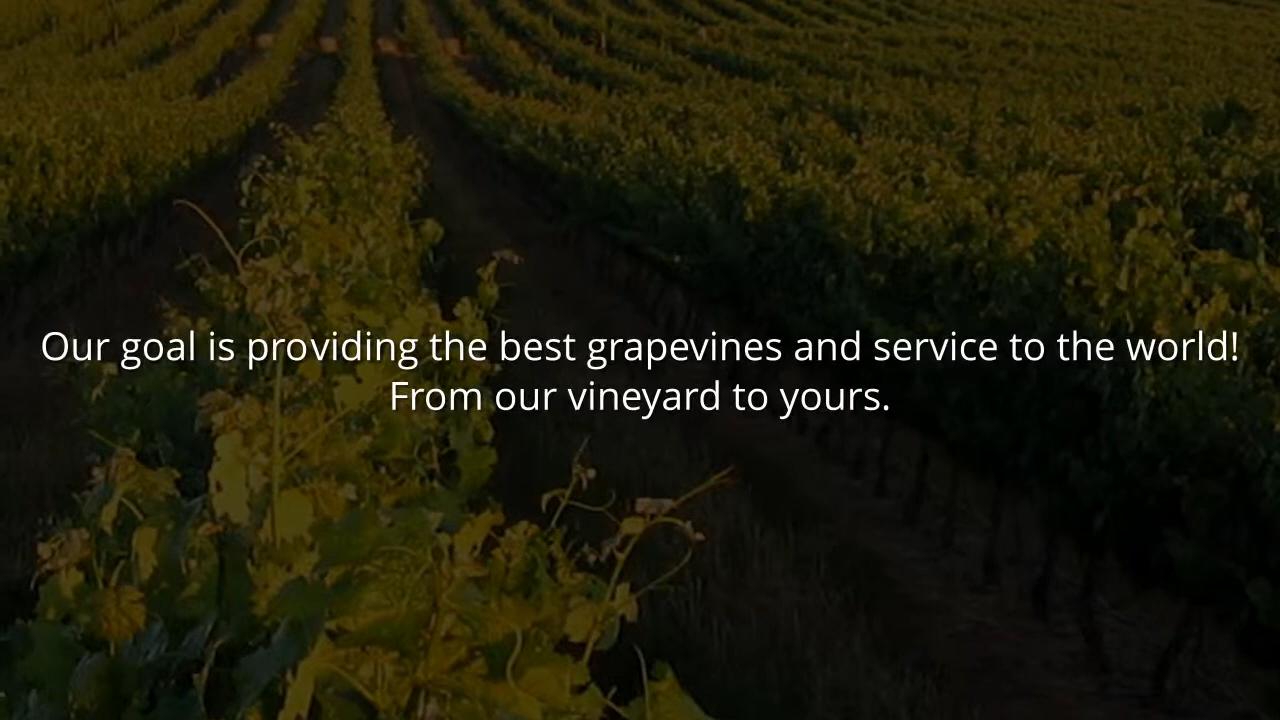 Our goal is providing the best grapevines and service to the world!
From our vineyard to yours.